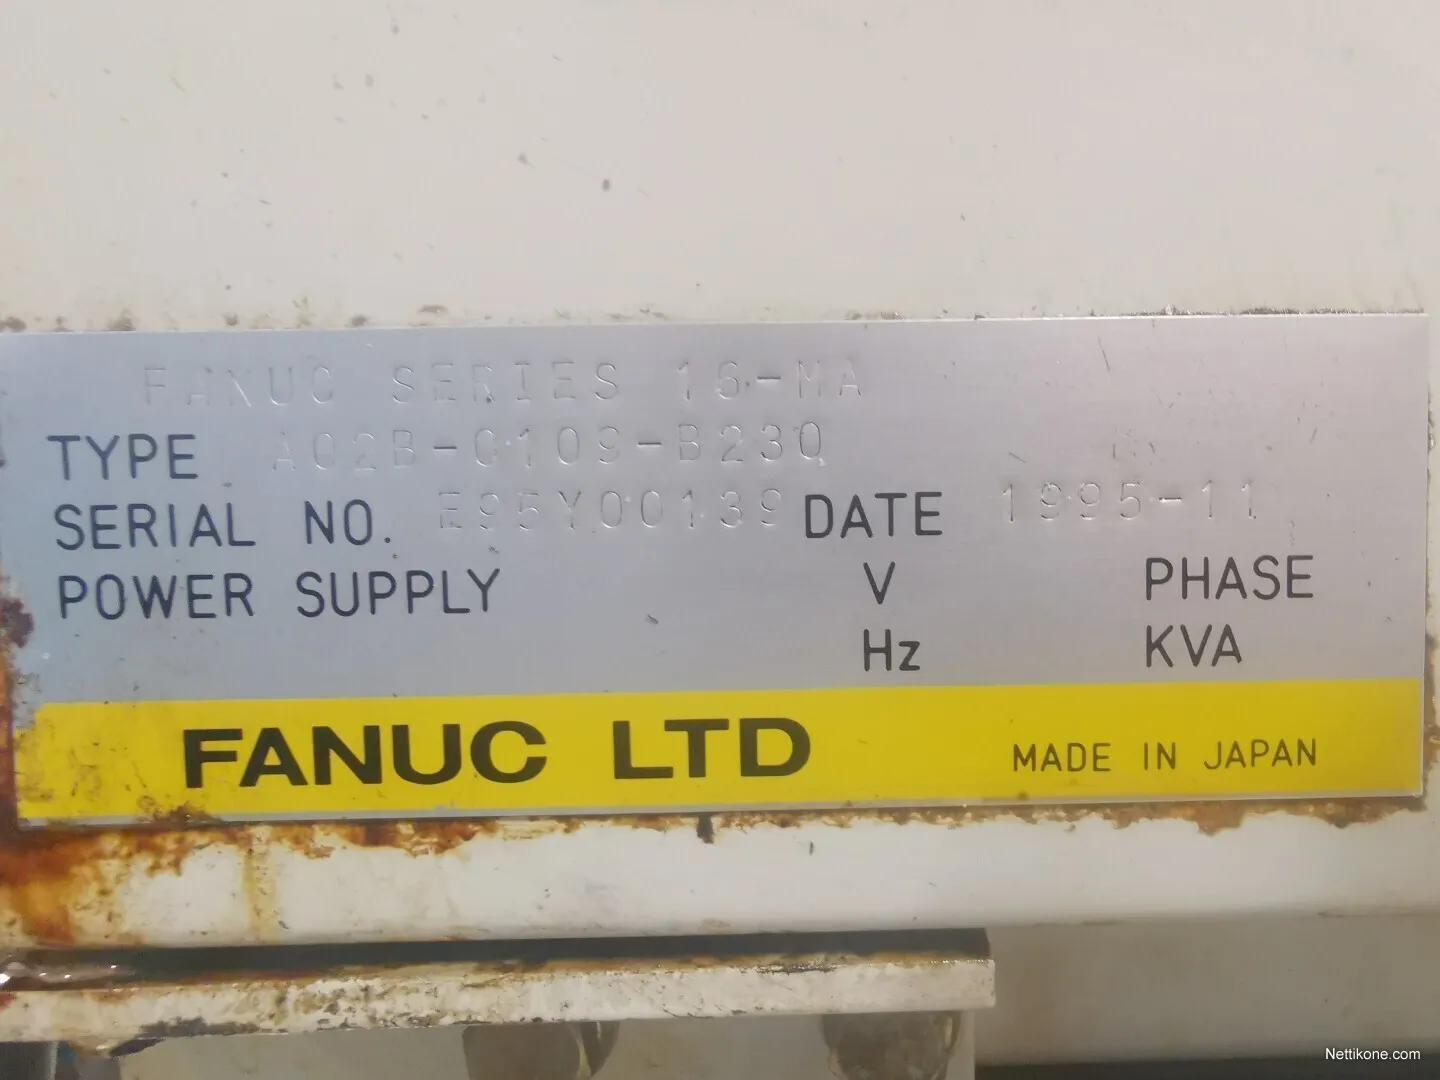 FANUC SERIES 16-MA
TYPE A02B-0109-B230
SERIAL NO. E95Y00139 DATE 1995-11
POWER SUPPLY V PHASE
Hz KVA
FANUC LTD MADE IN JAPAN
Nettikone.com